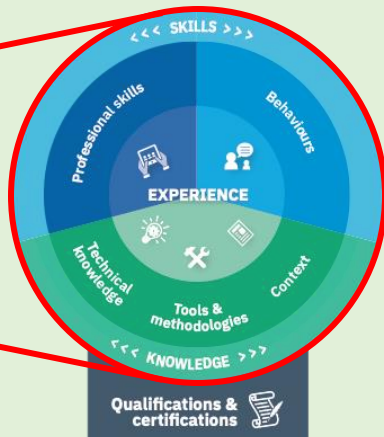 <<< SKILLS >>>
Professional skills
Behaviours
EXPERIENCE
Technical
knowledge
Tools &
methodologies
Context
<<< KNOWLEDGE >>>
Qualifications &
certifications